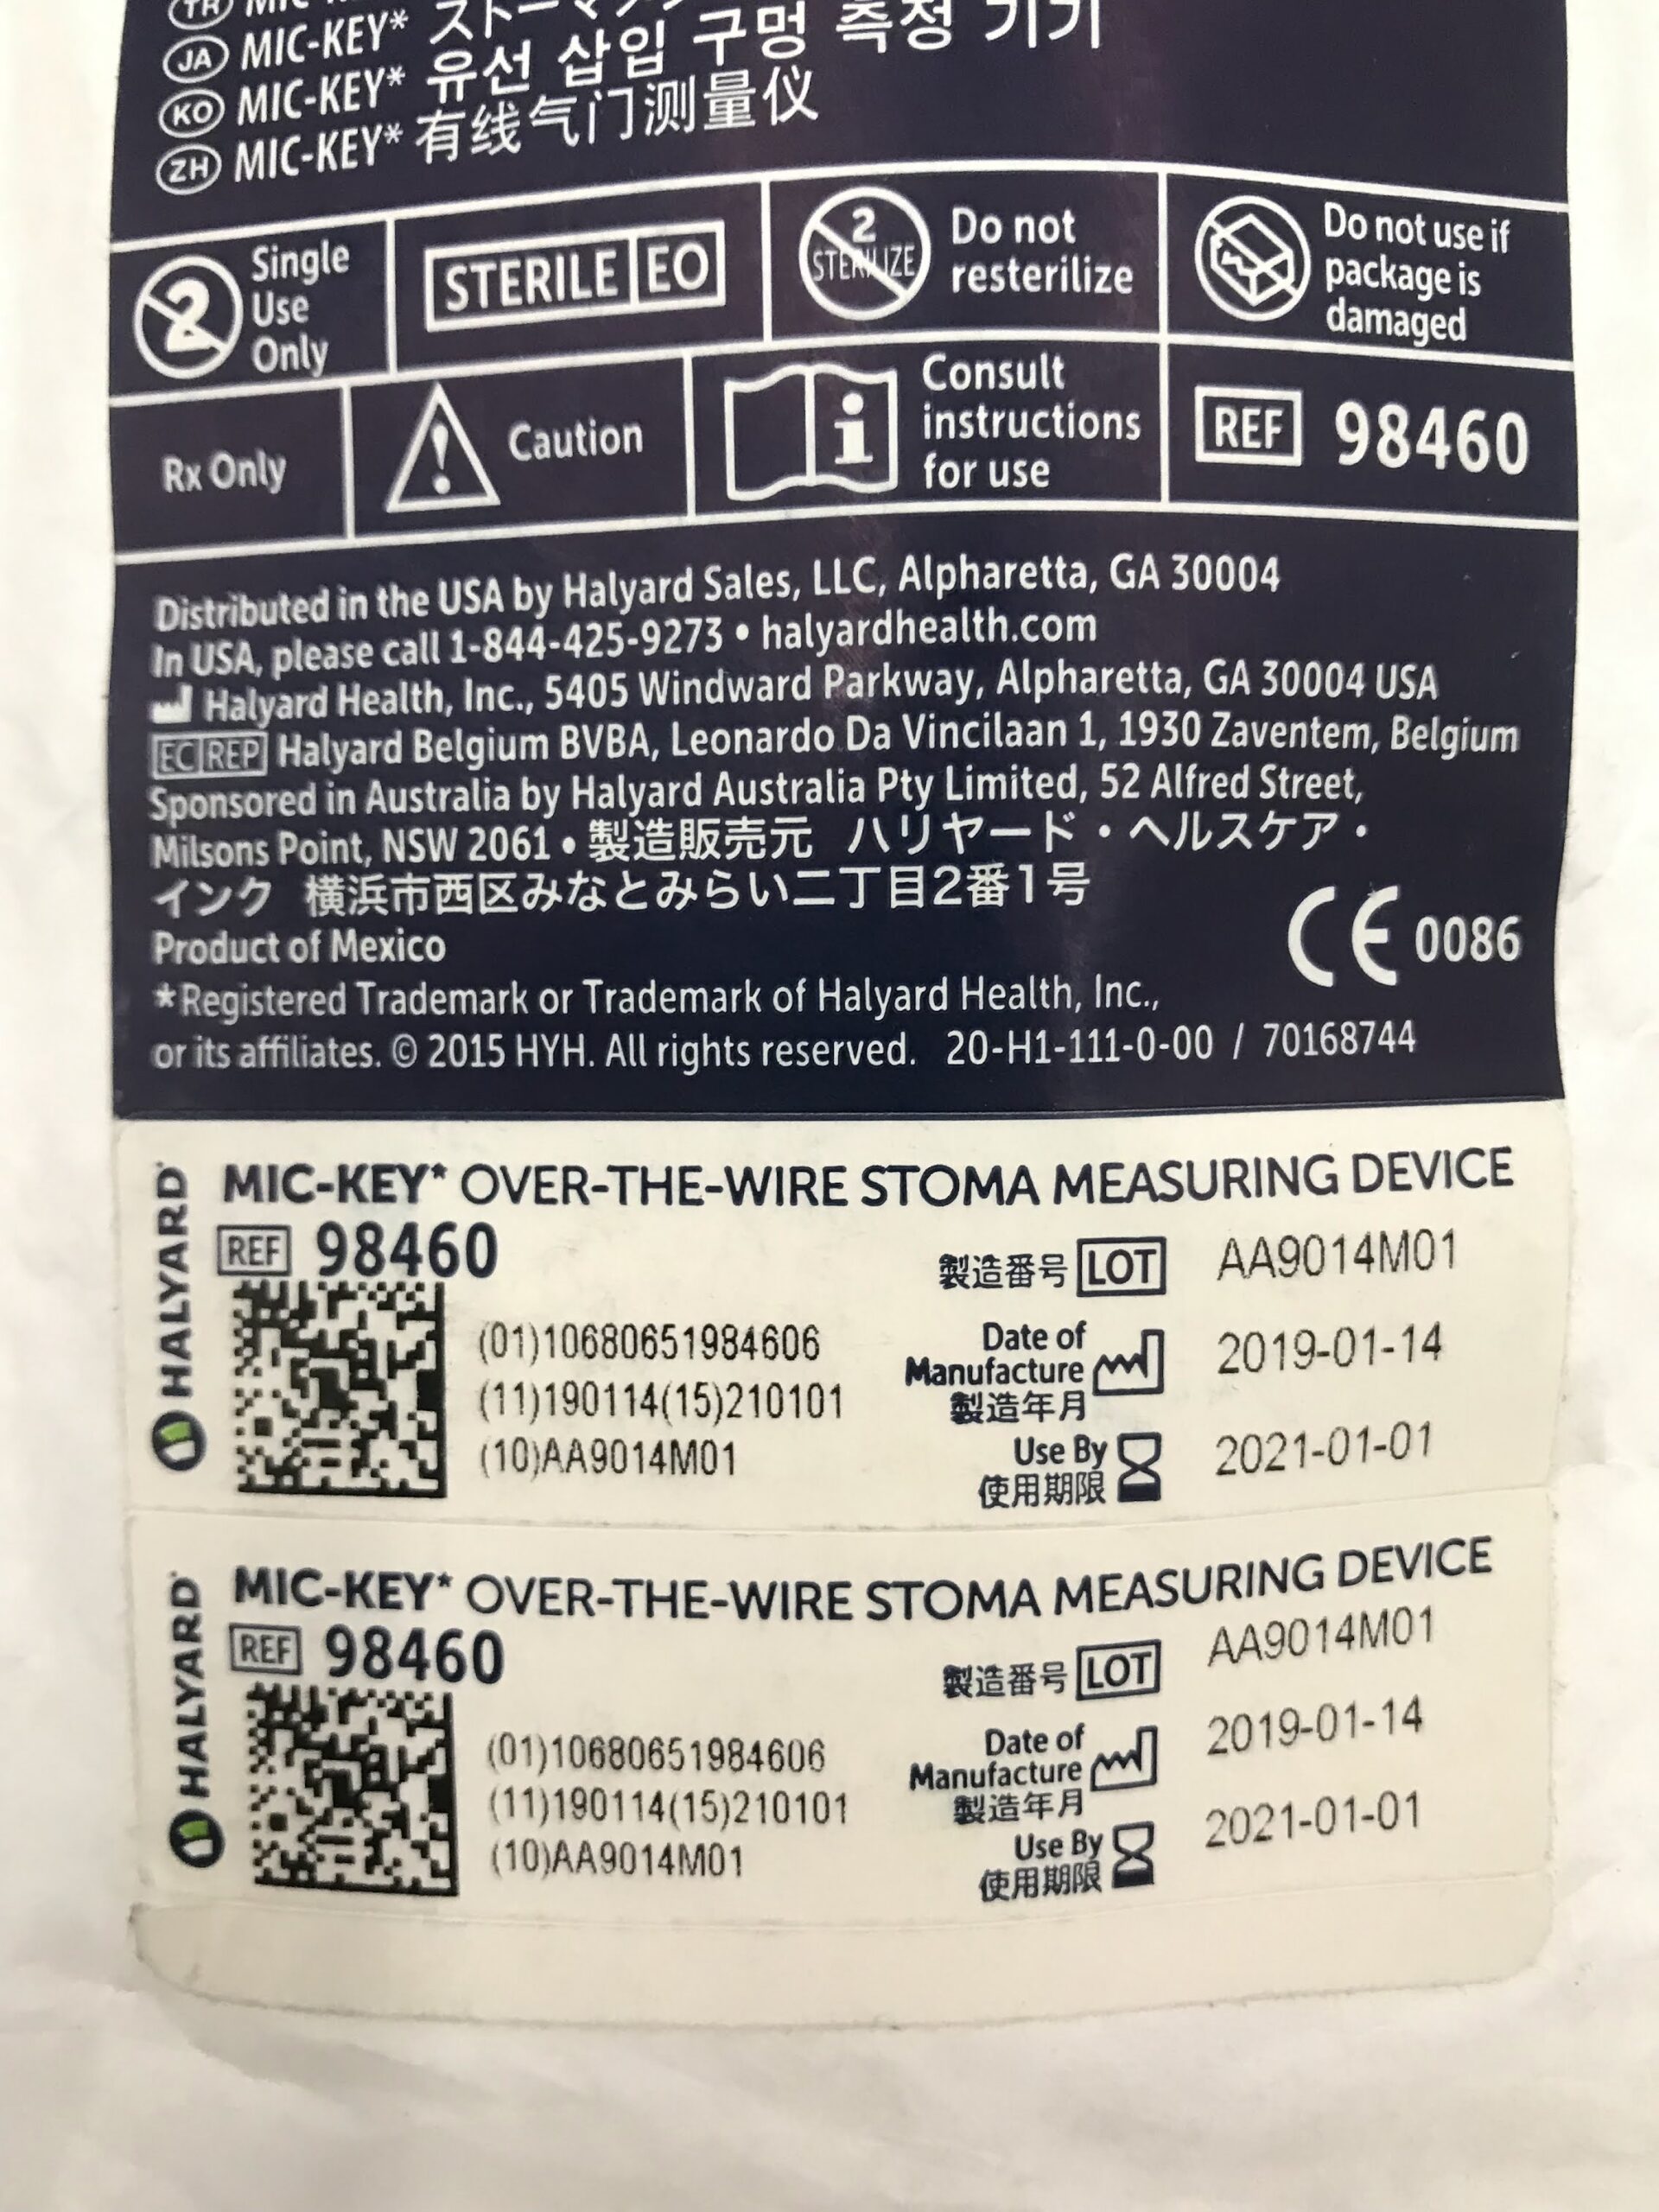 TR MIC-
JA MIC-KEY* ストーマ
KO MIC-KEY* 유선 삽입 구멍 측정 기기
ZH MIC-KEY* 有线气门测量仪
2 Single
Use
Only
STERILE EO
2
STERILIZE
Do not
resterilize
Do not use if
package is
damaged
Rx Only
! Caution
i Consult
instructions
for use
REF 98460
Distributed in the USA by Halyard Sales, LLC, Alpharetta, GA 30004
In USA, please call 1-844-425-9273 • halyardhealth.com
Halyard Health, Inc., 5405 Windward Parkway, Alpharetta, GA 30004 USA
EC REP Halyard Belgium BVBA, Leonardo Da Vincilaan 1, 1930 Zaventem, Belgium
Sponsored in Australia by Halyard Australia Pty Limited, 52 Alfred Street,
Milsons Point, NSW 2061 • 製造販売元 ハリヤード・ヘルスケア・
インク 横浜市西区みなとみらい二丁目2番1号
Product of Mexico
CE 0086
*Registered Trademark or Trademark of Halyard Health, Inc.,
or its affiliates. © 2015 HYH. All rights reserved. 20-H1-111-0-00 / 70168744
HALYARD
MIC-KEY* OVER-THE-WIRE STOMA MEASURING DEVICE
REF 98460
製造番号 LOT AA9014M01
(01)10680651984606
(11)190114(15)210101
(10)AA9014M01
Date of
Manufacture
製造年月
2019-01-14
Use By
使用期限
2021-01-01
HALYARD
MIC-KEY* OVER-THE-WIRE STOMA MEASURING DEVICE
REF 98460
製造番号 LOT AA9014M01
(01)10680651984606
(11)190114(15)210101
(10)AA9014M01
Date of
Manufacture
製造年月
2019-01-14
Use By
使用期限
2021-01-01